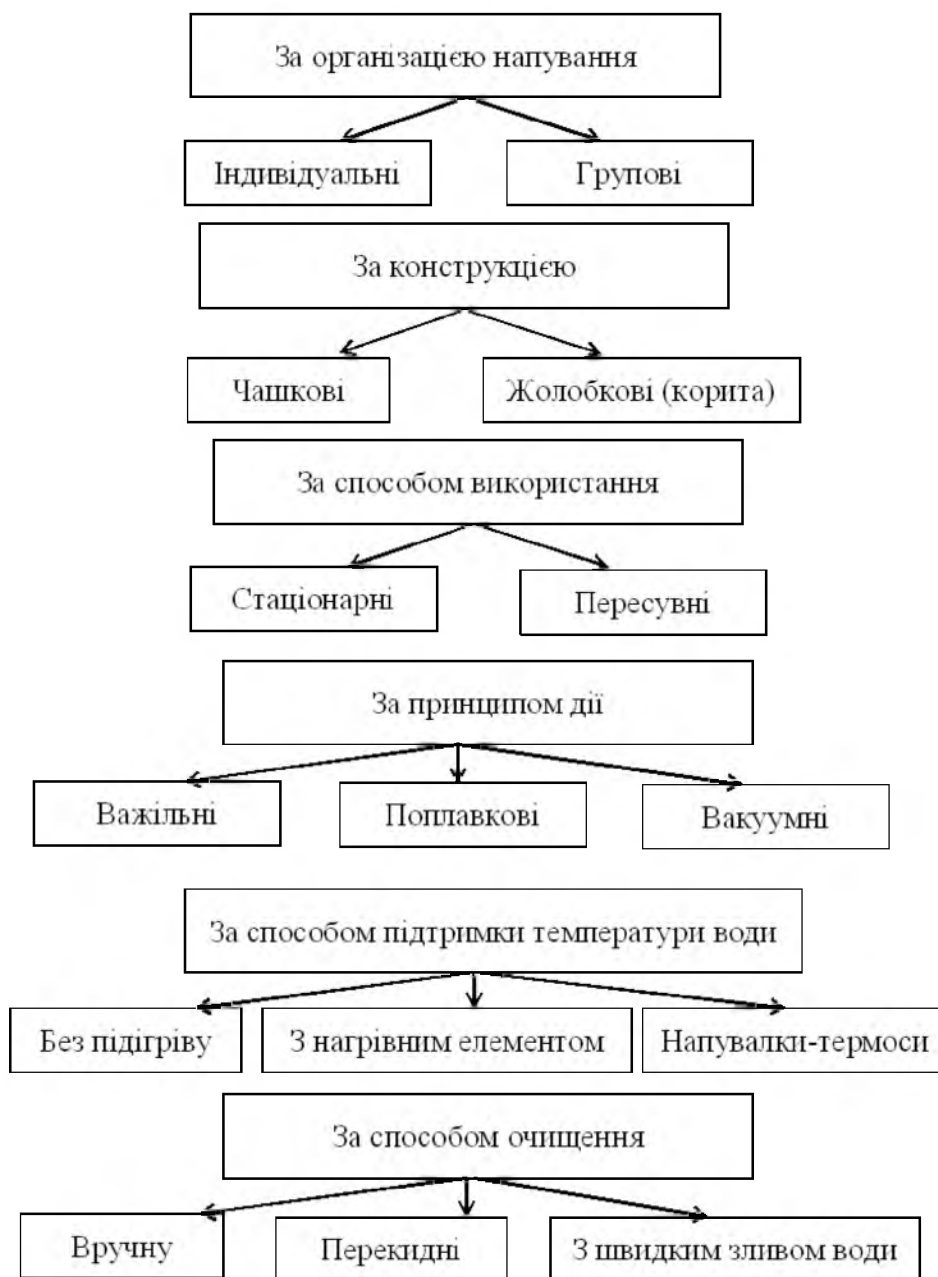 За організацією напування
Індивідуальні
Групові
За конструкцією
Чашкові
Жолобкові (корита)
За способом використання
Стаціонарні
Пересувні
За принципом дії
Важільні
Поплавкові
Вакуумні
За способом підтримки температури води
Без підігріву
З нагрівним елементом
Напувалки-термоси
За способом очищення
Вручну
Перекидні
З швидким зливом води